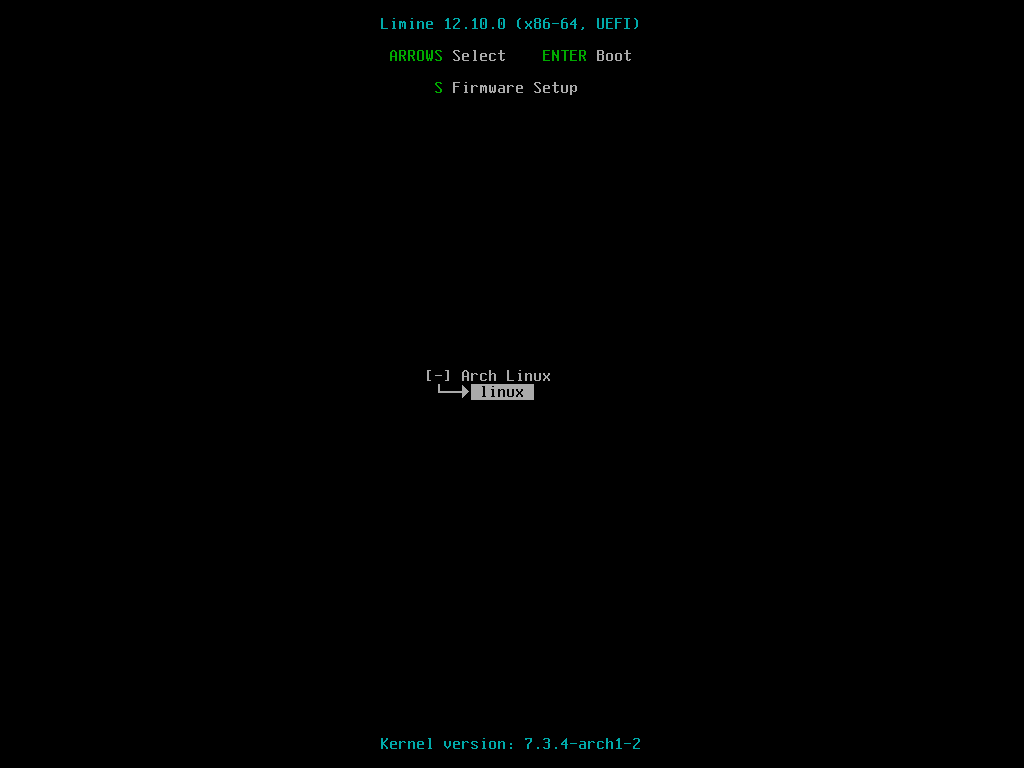 Limine 12.10.0 (x86-64, UEFI)
ARROWS Select    ENTER Boot
S Firmware Setup
[-] Arch Linux
└──►linux
Kernel version: 7.3.4-arch1-2